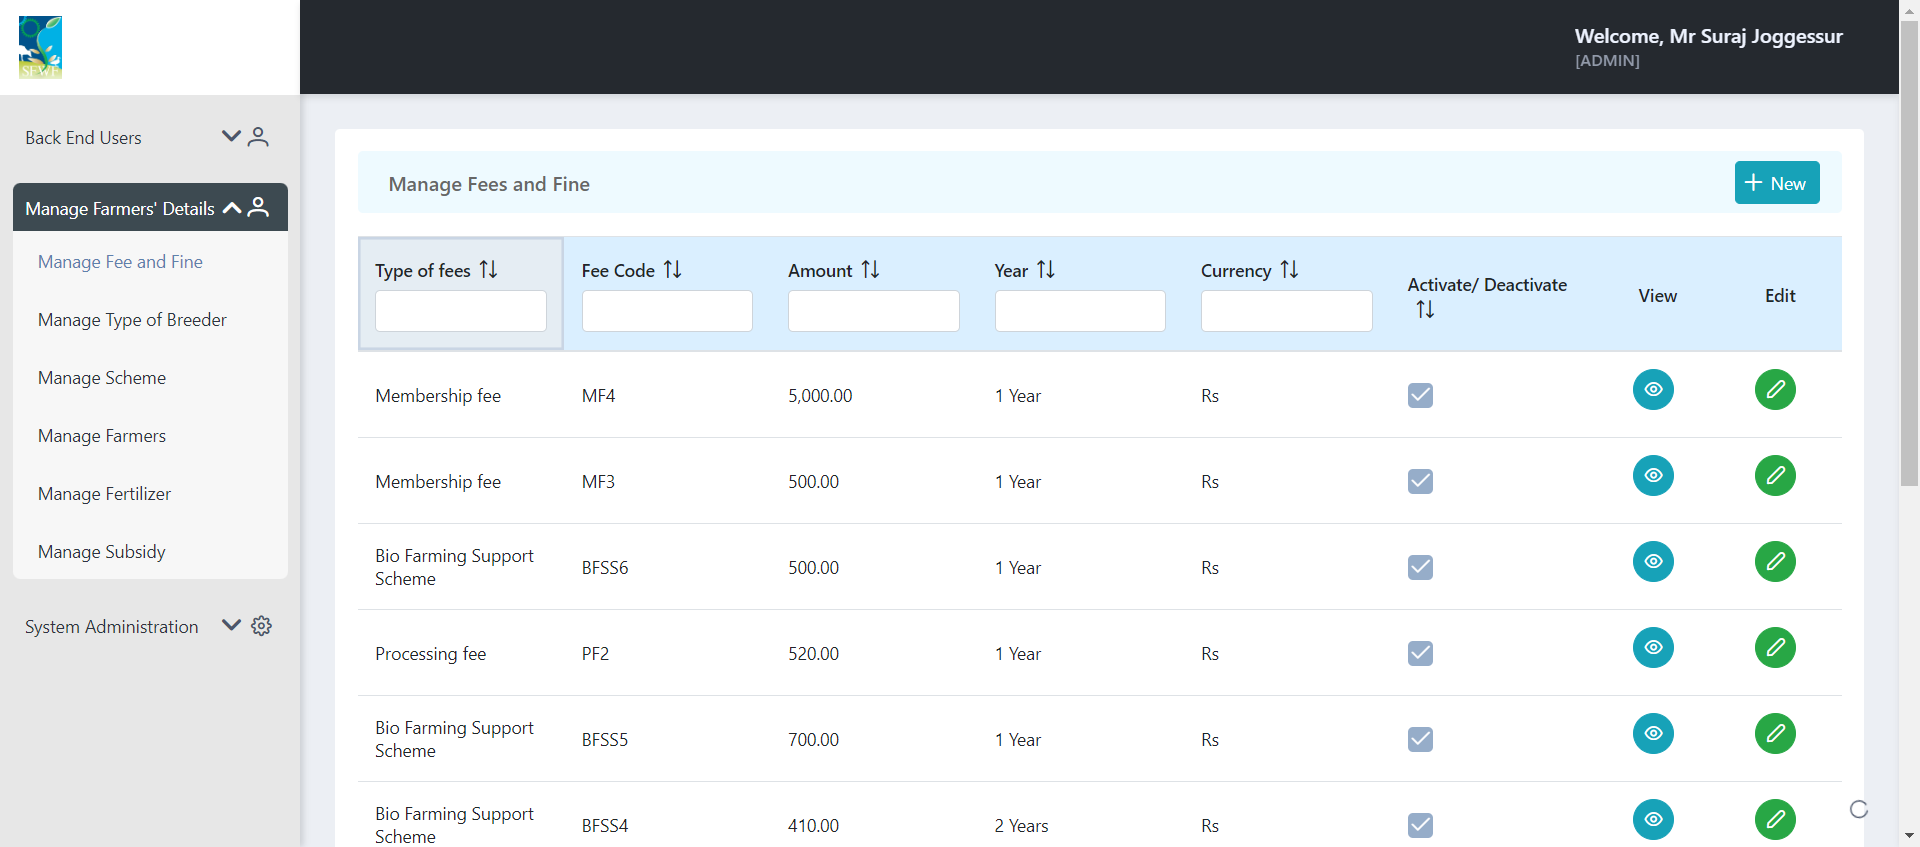 SFWF
Welcome, Mr Suraj Joggessur
[ADMIN]
Back End Users
Manage Farmers' Details
Manage Fee and Fine
Manage Type of Breeder
Manage Scheme
Manage Farmers
Manage Fertilizer
Manage Subsidy
System Administration
Manage Fees and Fine
New
Type of fees
Fee Code
Amount
Year
Currency
Activate/ Deactivate
View
Edit
Membership fee MF4 5,000.00 1 Year Rs
Membership fee MF3 500.00 1 Year Rs
Bio Farming Support
Scheme
BFSS6 500.00 1 Year Rs
Processing fee PF2 520.00 1 Year Rs
Bio Farming Support
Scheme
BFSS5 700.00 1 Year Rs
Bio Farming Support
Scheme
BFSS4 410.00 2 Years Rs